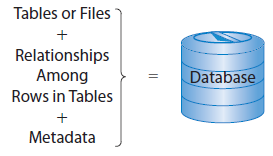 Tables or Files
+
Relationships
Among
Rows in Tables
+
Metadata
=
Database